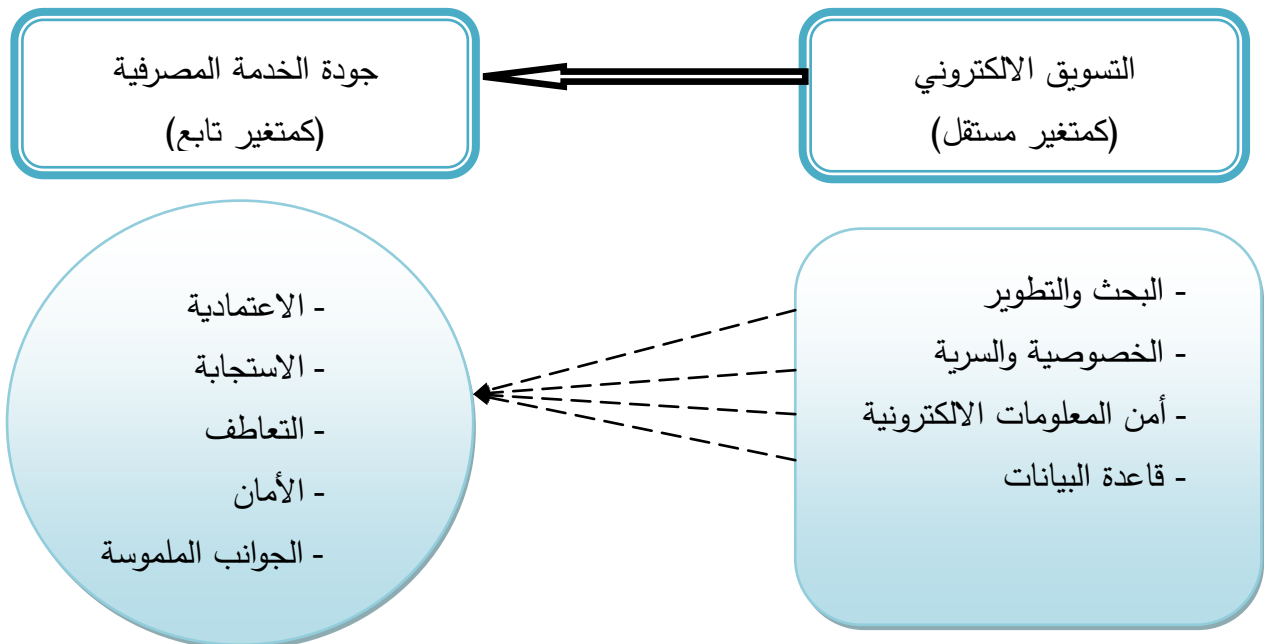 التسويق الالكتروني
(كمتغير مستقل)
جودة الخدمة المصرفية
(كمتغير تابع)
- البحث والتطوير
- الخصوصية والسرية
- أمن المعلومات الالكترونية
- قاعدة البيانات
- الاعتمادية
- الاستجابة
- التعاطف
- الأمان
- الجوانب الملموسة